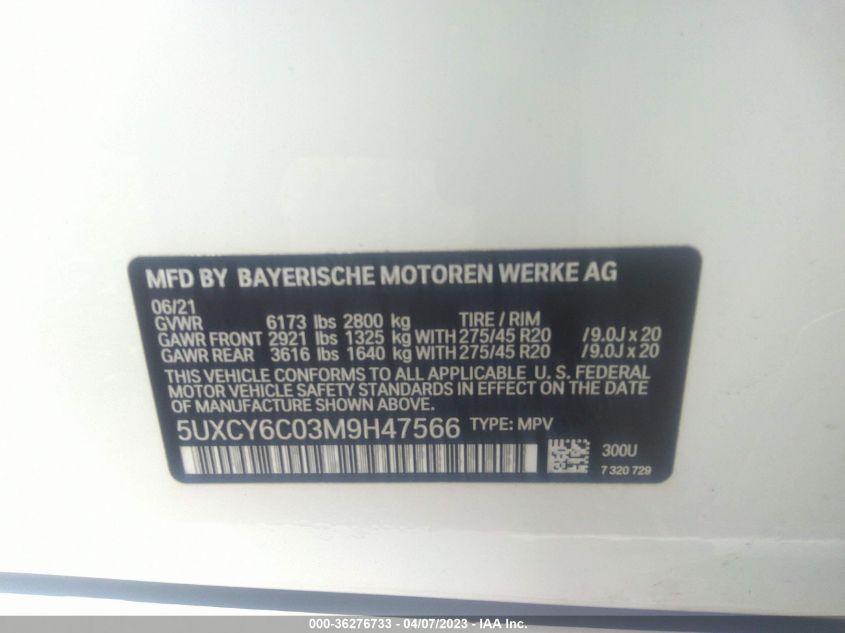 MFD BY BAYERISCHE MOTOREN WERKE AG
06/21
GVWR 6173 lbs 2800 kg TIRE / RIM
GAWR FRONT 2921 lbs 1325 kg WITH 275/45 R20 /9.0J x 20
GAWR REAR 3616 lbs 1640 kg WITH 275/45 R20 /9.0J x 20
THIS VEHICLE CONFORMS TO ALL APPLICABLE U. S. FEDERAL
MOTOR VEHICLE SAFETY STANDARDS IN EFFECT ON THE DATE
OF MANUFACTURE SHOWN ABOVE.
5UXCY6C03M9H47566 TYPE: MPV
300U
7 320 729
000-36276733 - 04/07/2023 - IAA Inc.